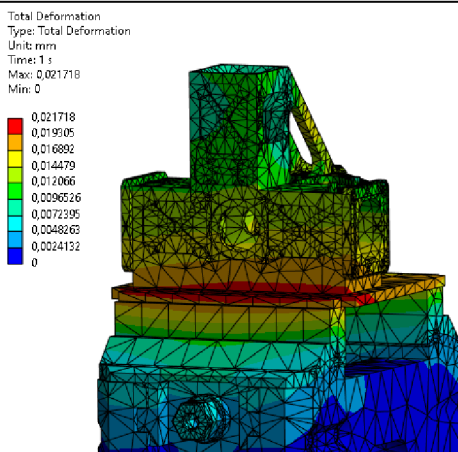 Total Deformation
Type: Total Deformation
Unit: mm
Time: 1 s
Max: 0,021718
Min: 0
0,021718
0,019305
0,016892
0,014479
0,012066
0,0096526
0,0072395
0,0048263
0,0024132
0